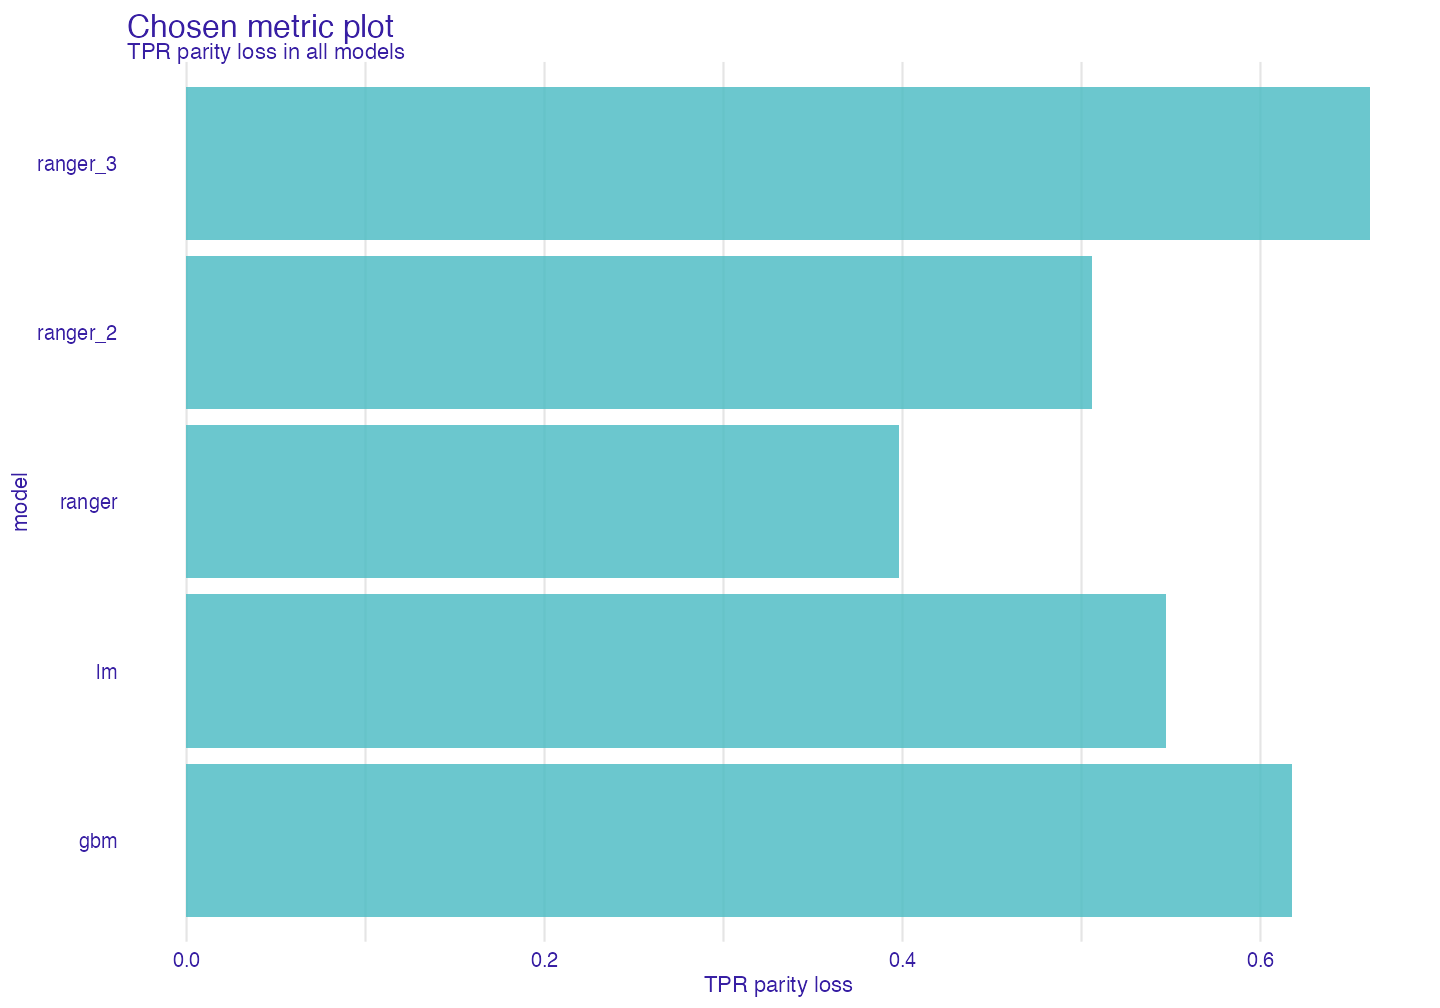 Chosen metric plot
TPR parity loss in all models
ranger_3
ranger_2
ranger
lm
gbm
model
0.0
0.2
0.4
0.6
TPR parity loss